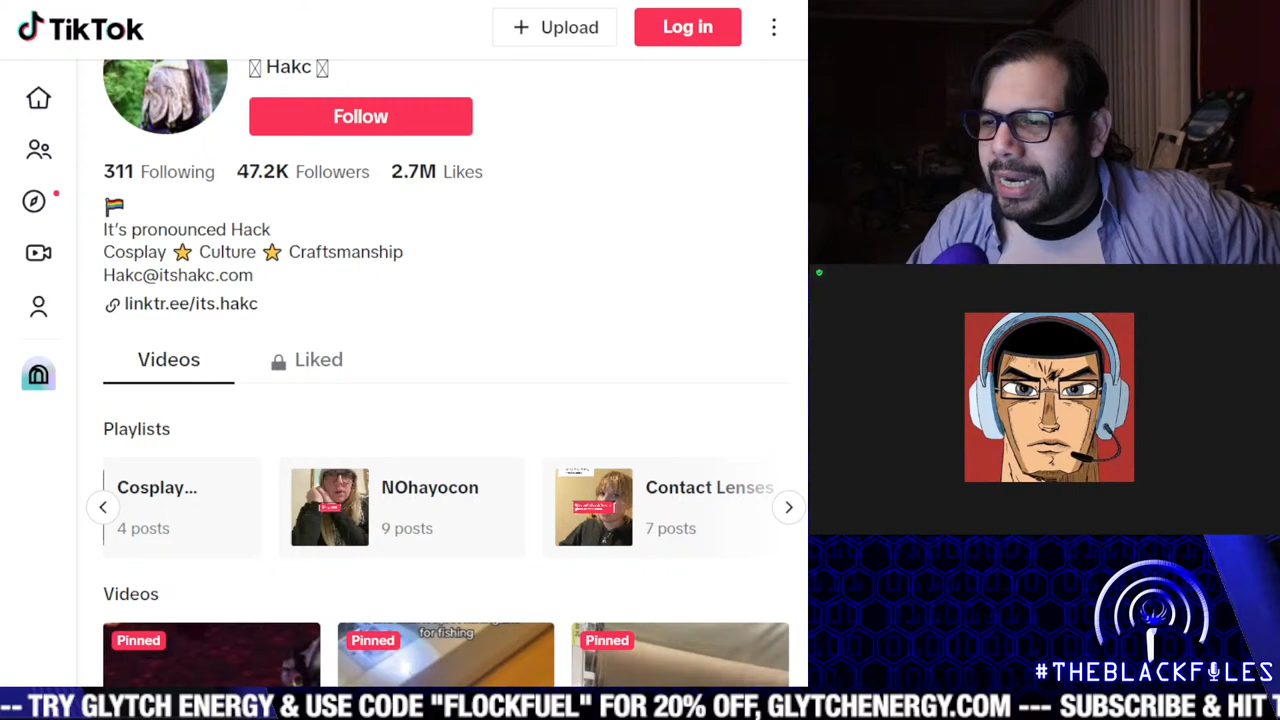 TikTok
+ Upload
Log in
Hakc
Follow
311 Following 47.2K Followers 2.7M Likes
It's pronounced Hack
Cosplay ⭐ Culture ⭐ Craftsmanship
Hakc@itshakc.com
linktr.ee/its.hakc
Videos
Liked
Playlists
Cosplay...
4 posts
NOhayocon
9 posts
Contact Lenses
7 posts
Videos
Pinned
Pinned
for fishing
Pinned
#THEBLACKFILES
-- TRY GLYTCH ENERGY & USE CODE "FLOCKFUEL" FOR 20% OFF, GLYTCHENERGY.COM --- SUBSCRIBE & HIT